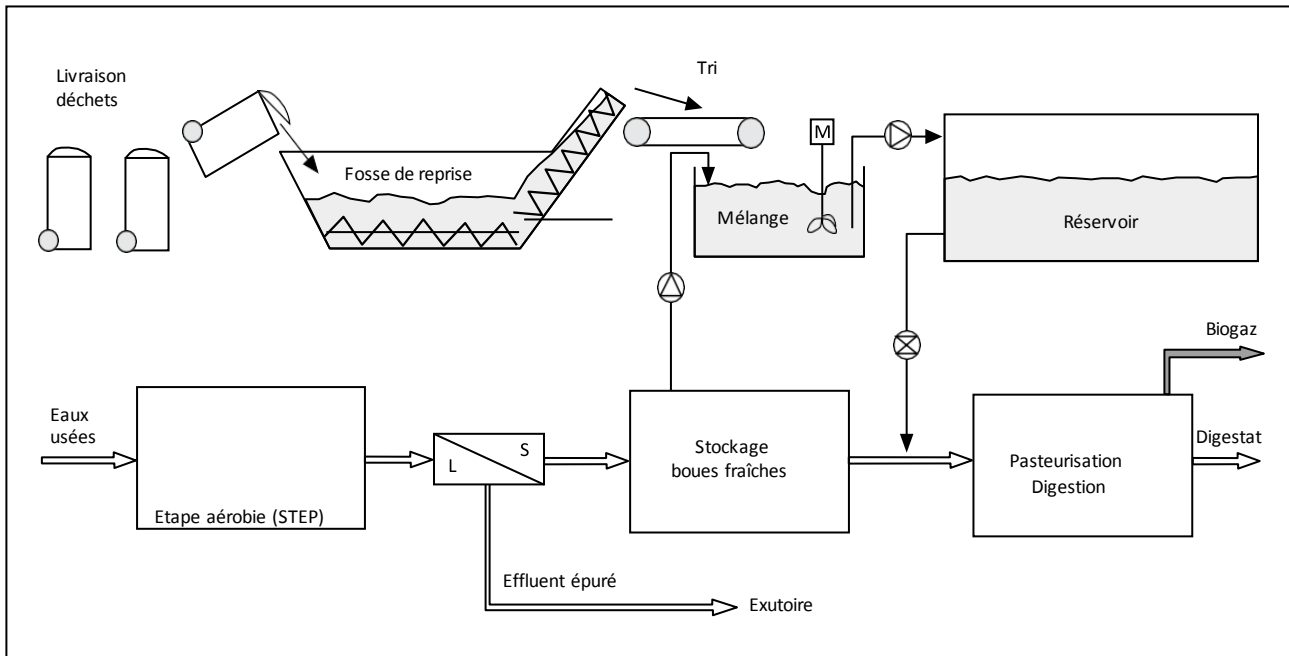 Livraison
déchets
Tri
Fosse de reprise
M
Mélange
Réservoir
Biogaz
Eaux
usées
L
S
Stockage
boues fraîches
Pasteurisation
Digestion
Digestat
Etape aérobie (STEP)
Effluent épuré
Exutoire